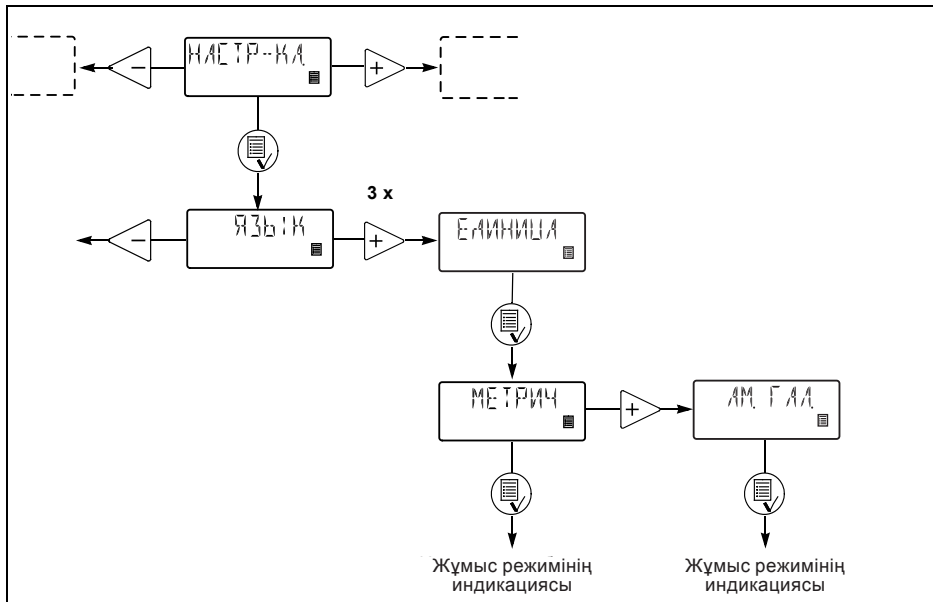 НАСТР-КА.
3 x
ЯЗЫК
ЕДИНИЦА
МЕТРИЧ
АМ. ГАЛ.
Жұмыс режимінің
индикациясы
Жұмыс режимінің
индикациясы